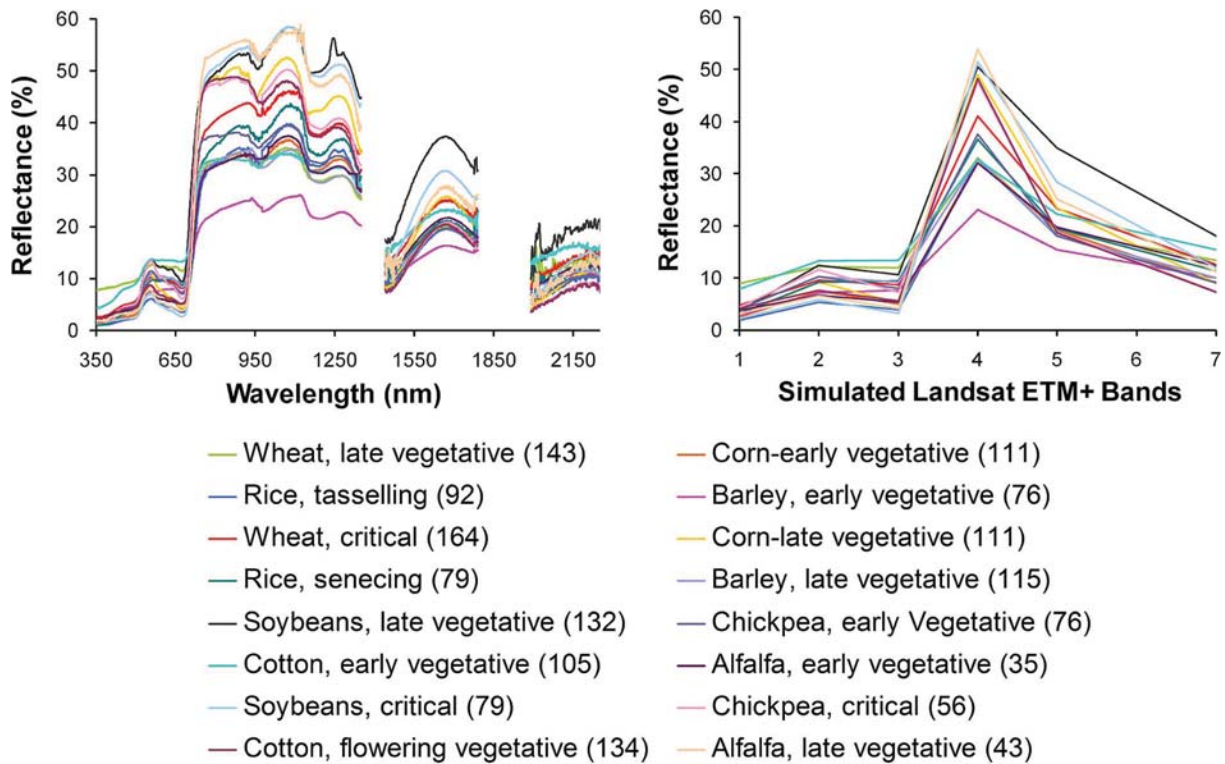 60
50
40
30
20
10
0
Reflectance (%)
350 650 950 1250 1550 1850 2150
Wavelength (nm)
60
50
40
30
20
10
0
Reflectance (%)
1 2 3 4 5 6 7
Simulated Landsat ETM+ Bands
Wheat, late vegetative (143)
Rice, tasselling (92)
Wheat, critical (164)
Rice, senecing (79)
Soybeans, late vegetative (132)
Cotton, early vegetative (105)
Soybeans, critical (79)
Cotton, flowering vegetative (134)
Corn-early vegetative (111)
Barley, early vegetative (76)
Corn-late vegetative (111)
Barley, late vegetative (115)
Chickpea, early Vegetative (76)
Alfalfa, early vegetative (35)
Chickpea, critical (56)
Alfalfa, late vegetative (43)